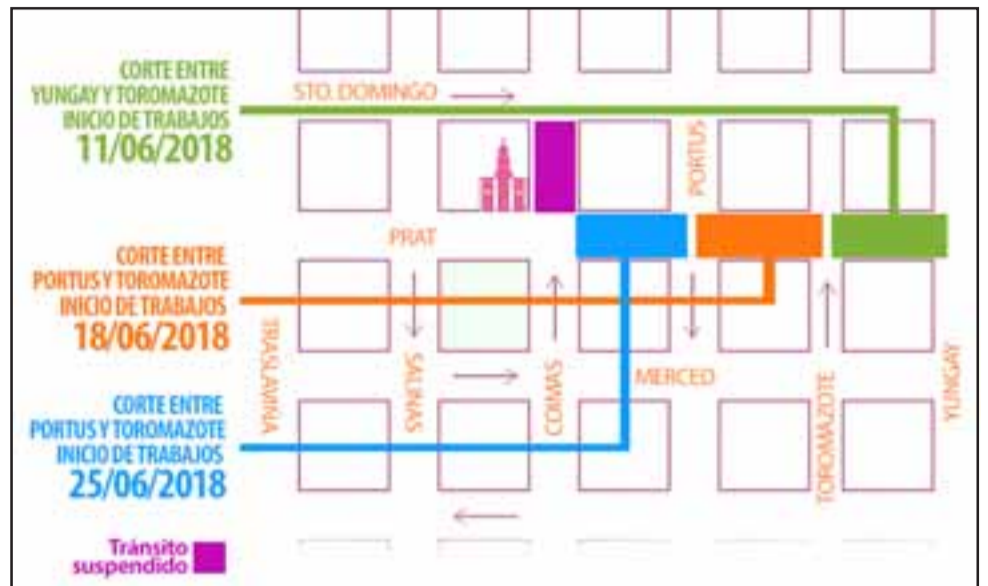 CORTE ENTRE
YUNGAY Y TOROMAZOTE
INICIO DE TRABAJOS
11/06/2018
STO. DOMINGO
PORTUS
PRAT
CORTE ENTRE
PORTUS Y TOROMAZOTE
INICIO DE TRABAJOS
18/06/2018
TRASLAVIÑA
SALINAS
COIMAS
MERCED
TOROMAZOTE
YUNGAY
CORTE ENTRE
PORTUS Y TOROMAZOTE
INICIO DE TRABAJOS
25/06/2018
Tránsito
suspendido